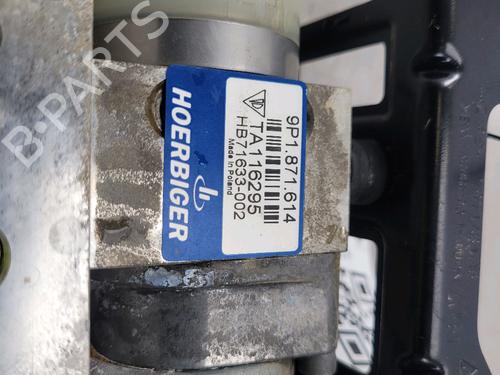 9P1.871.614
TA116295
HB71633-002
Made in Poland
HOERBIGER
B-PARTS